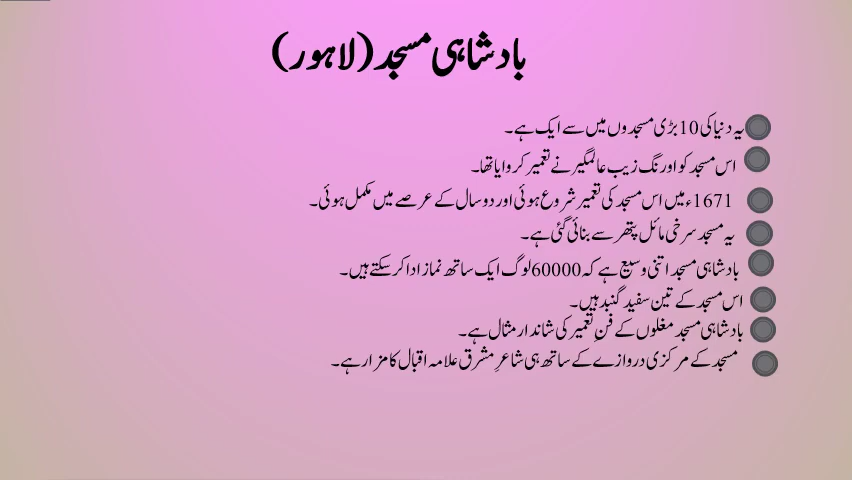 بادشاہی مسجد (لاہور)
یہ دنیا کی 10 بڑی مسجدوں میں سے ایک ہے۔
اس مسجد کو اورنگ زیب عالمگیر نے تعمیر کروایا تھا۔
1671ء میں اس مسجد کی تعمیر شروع ہوئی اور دو سال کے عرصے میں مکمل ہوئی۔
یہ مسجد سرخی مائل پتھر سے بنائی گئی ہے۔
بادشاہی مسجد اتنی وسیع ہے کہ 60000 لوگ ایک ساتھ نماز ادا کر سکتے ہیں۔
اس مسجد کے تین سفید گنبد ہیں۔
بادشاہی مسجد مغلوں کے فنِ تعمیر کی شاندار مثال ہے۔
مسجد کے مرکزی دروازے کے ساتھ ہی شاعرِ مشرق علامہ اقبال کا مزار ہے۔